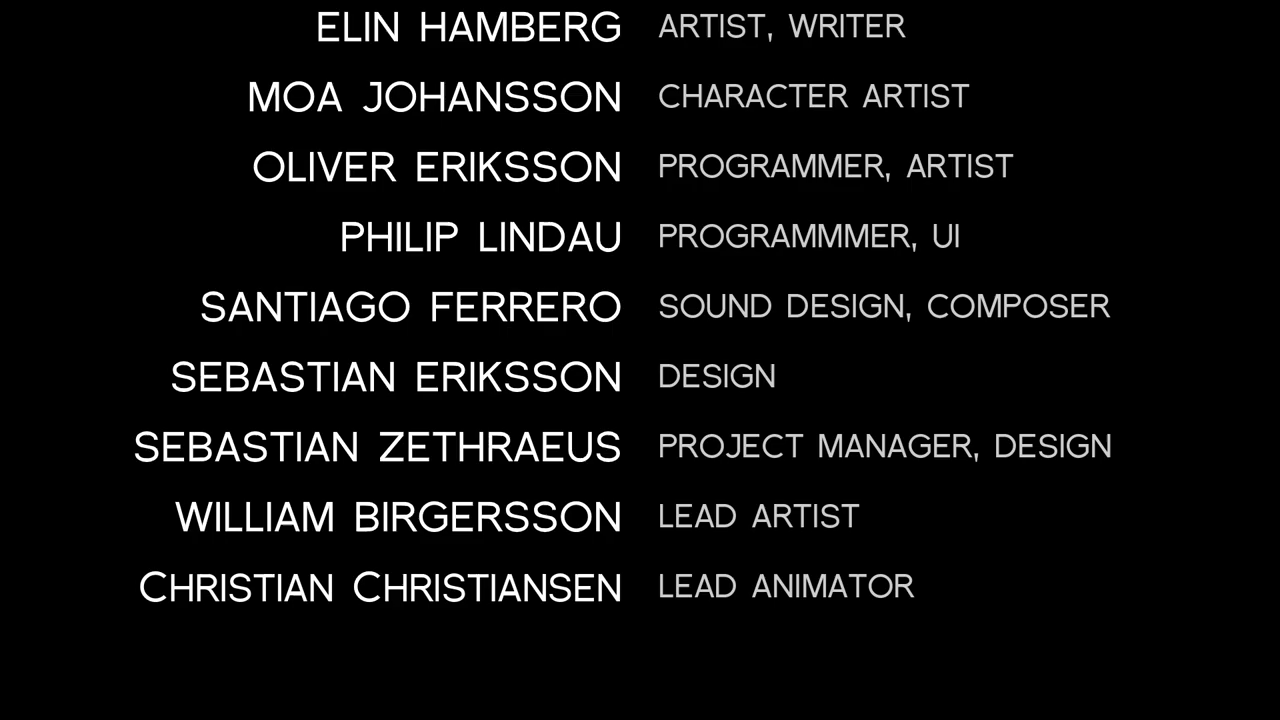 ELIN HAMBERG ARTIST, WRITER
MOA JOHANSSON CHARACTER ARTIST
OLIVER ERIKSSON PROGRAMMER, ARTIST
PHILIP LINDAU PROGRAMMMER, UI
SANTIAGO FERRERO SOUND DESIGN, COMPOSER
SEBASTIAN ERIKSSON DESIGN
SEBASTIAN ZETHRAEUS PROJECT MANAGER, DESIGN
WILLIAM BIRGERSSON LEAD ARTIST
CHRISTIAN CHRISTIANSEN LEAD ANIMATOR